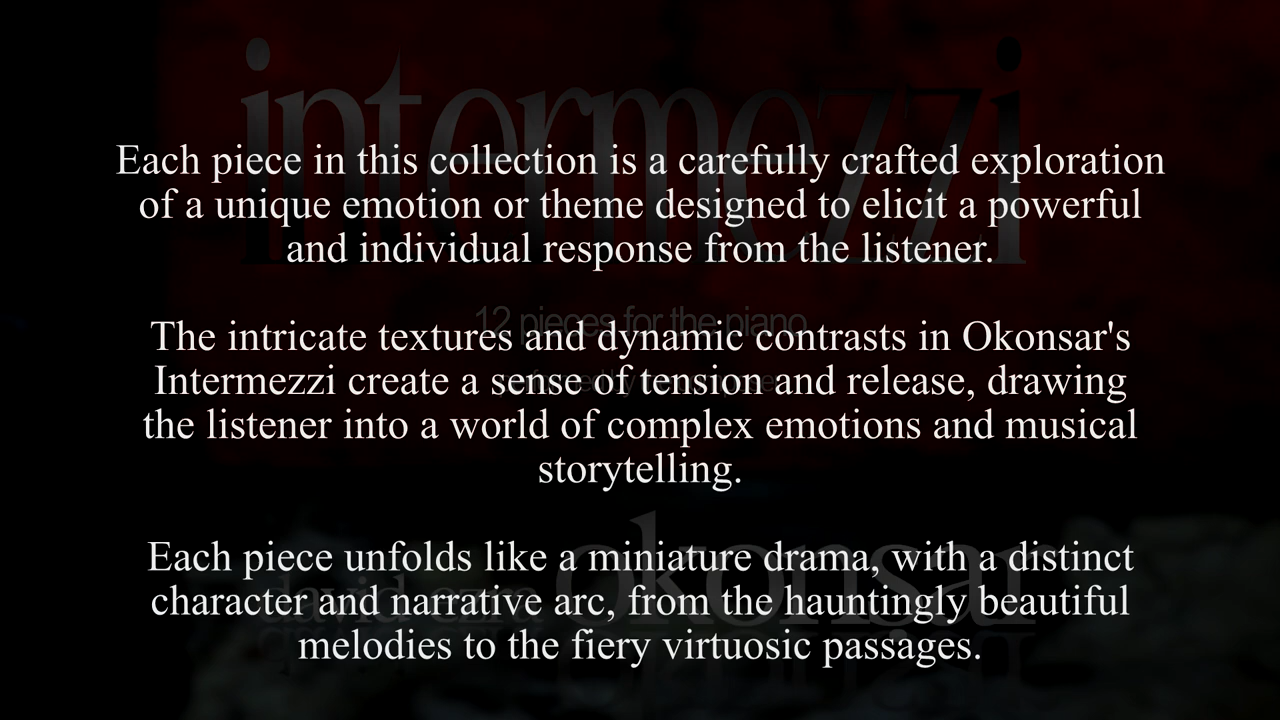 intermezzi
Each piece in this collection is a carefully crafted exploration
of a unique emotion or theme designed to elicit a powerful
and individual response from the listener.
12 pieces for the piano
The intricate textures and dynamic contrasts in Okonsar's
Intermezzi create a sense of tension and release, drawing
the listener into a world of complex emotions and musical
storytelling.
Each piece unfolds like a miniature drama, with a distinct
david ezra okonsar
character and narrative arc, from the hauntingly beautiful
melodies to the fiery virtuosic passages.